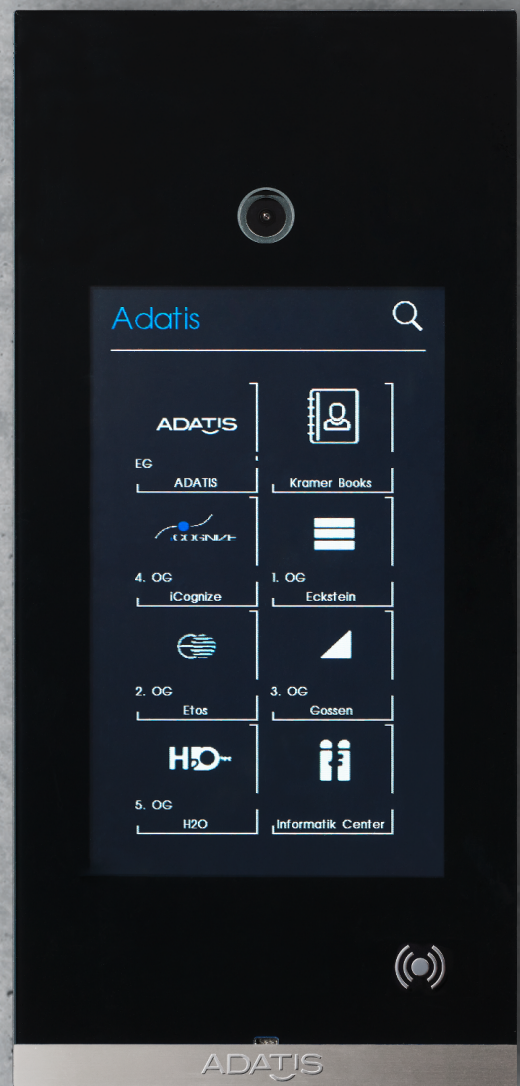 Adatis
ADATIS
EG
ADATIS
Kramer Books
COGNIZE
4. OG
iCognize
1. OG
Eckstein
2. OG
Etos
3. OG
Gossen
H2O
5. OG
H2O
Informatik Center
ADATIS